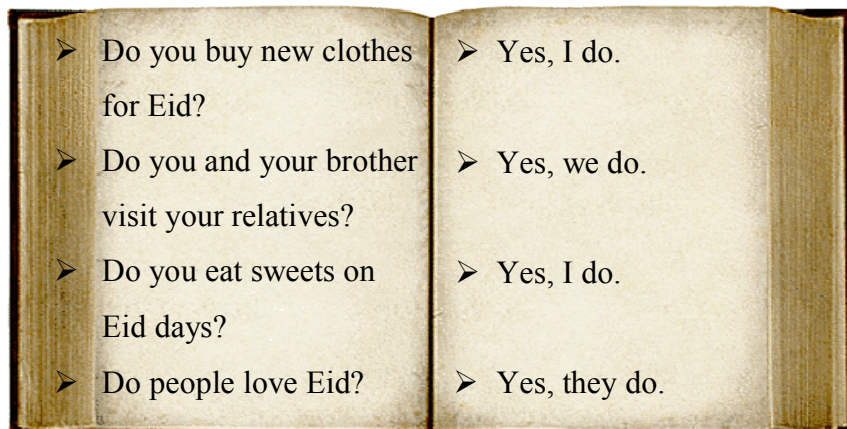 ➢ Do you buy new clothes
for Eid?
➢ Do you and your brother
visit your relatives?
➢ Do you eat sweets on
Eid days?
➢ Do people love Eid?
➢ Yes, I do.
➢ Yes, we do.
➢ Yes, I do.
➢ Yes, they do.